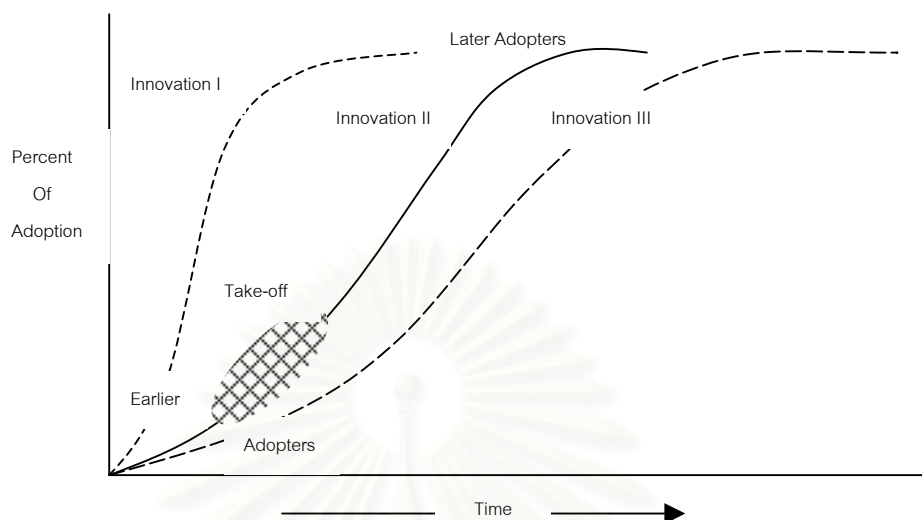 Later Adopters
Innovation I
Innovation II
Innovation III
Percent
Of
Adoption
Take-off
Earlier
Adopters
Time